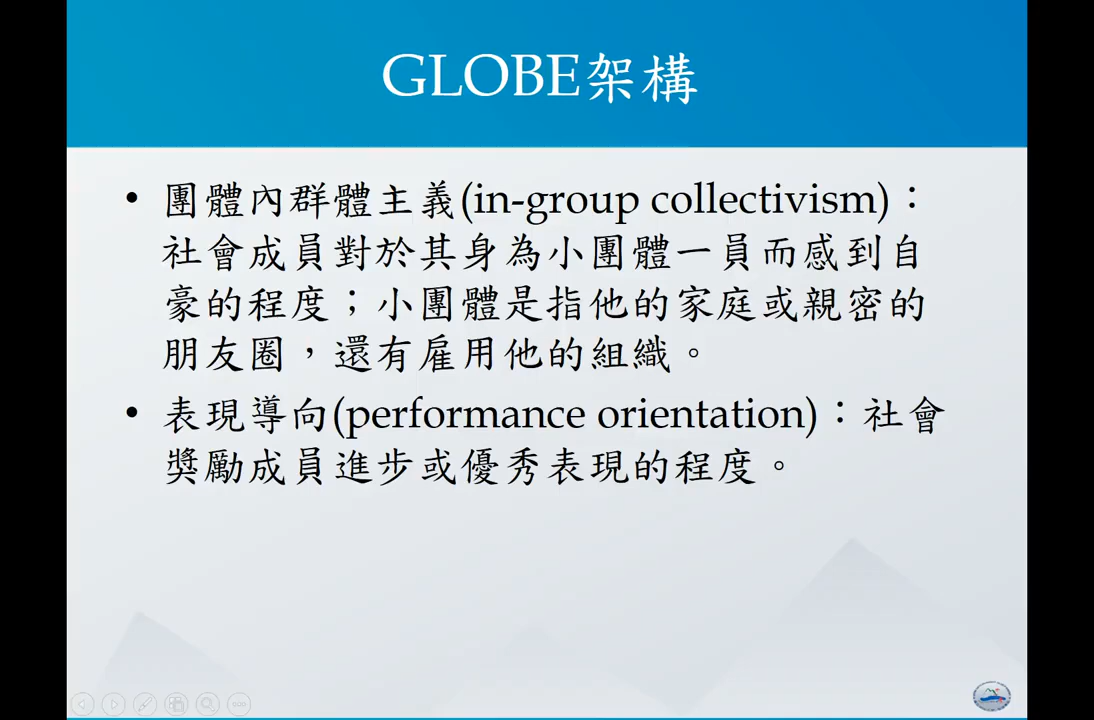 GLOBE架構
• 團體內群體主義(in-group collectivism)：
社會成員對於其身為小團體一員而感到自
豪的程度；小團體是指他的家庭或親密的
朋友圈，還有雇用他的組織。
• 表現導向(performance orientation)：社會
獎勵成員進步或優秀表現的程度。